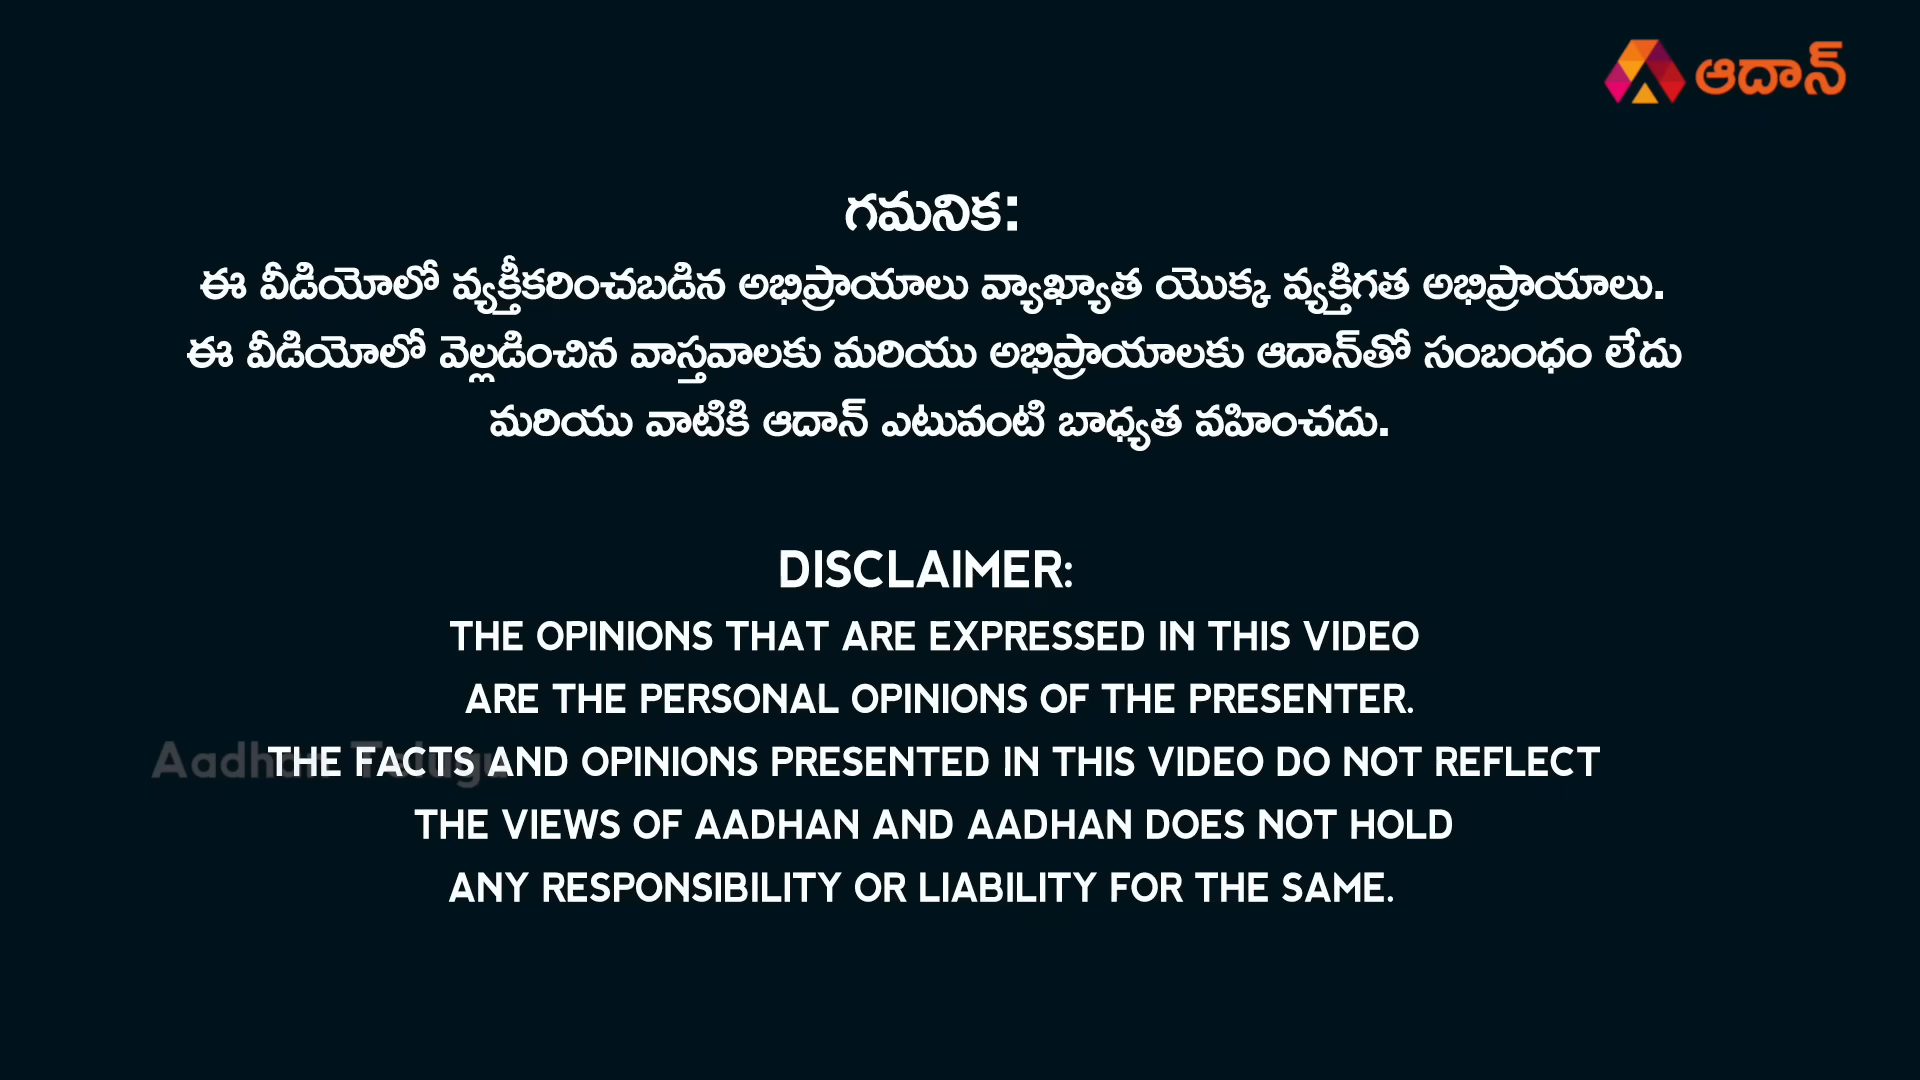 ఆదాన్
గమనిక:
ఈ వీడియోలో వ్యక్తీకరించబడిన అభిప్రాయాలు వ్యాఖ్యాత యొక్క వ్యక్తిగత అభిప్రాయాలు.
ఈ వీడియోలో వెల్లడించిన వాస్తవాలకు మరియు అభిప్రాయాలకు ఆదాన్‌తో సంబంధం లేదు
మరియు వాటికి ఆదాన్ ఎటువంటి బాధ్యత వహించదు.
DISCLAIMER:
THE OPINIONS THAT ARE EXPRESSED IN THIS VIDEO
ARE THE PERSONAL OPINIONS OF THE PRESENTER.
THE FACTS AND OPINIONS PRESENTED IN THIS VIDEO DO NOT REFLECT
Aadhan Telugu
THE VIEWS OF AADHAN AND AADHAN DOES NOT HOLD
ANY RESPONSIBILITY OR LIABILITY FOR THE SAME.